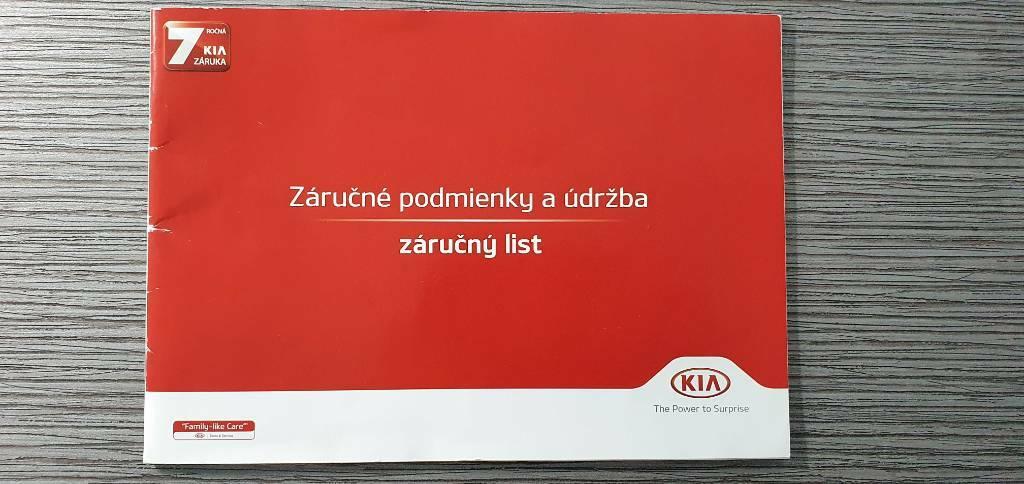 7 ROČNÁ
KIA
ZÁRUKA
Záručné podmienky a údržba
záručný list
KIA
The Power to Surprise
"Family-like Care"